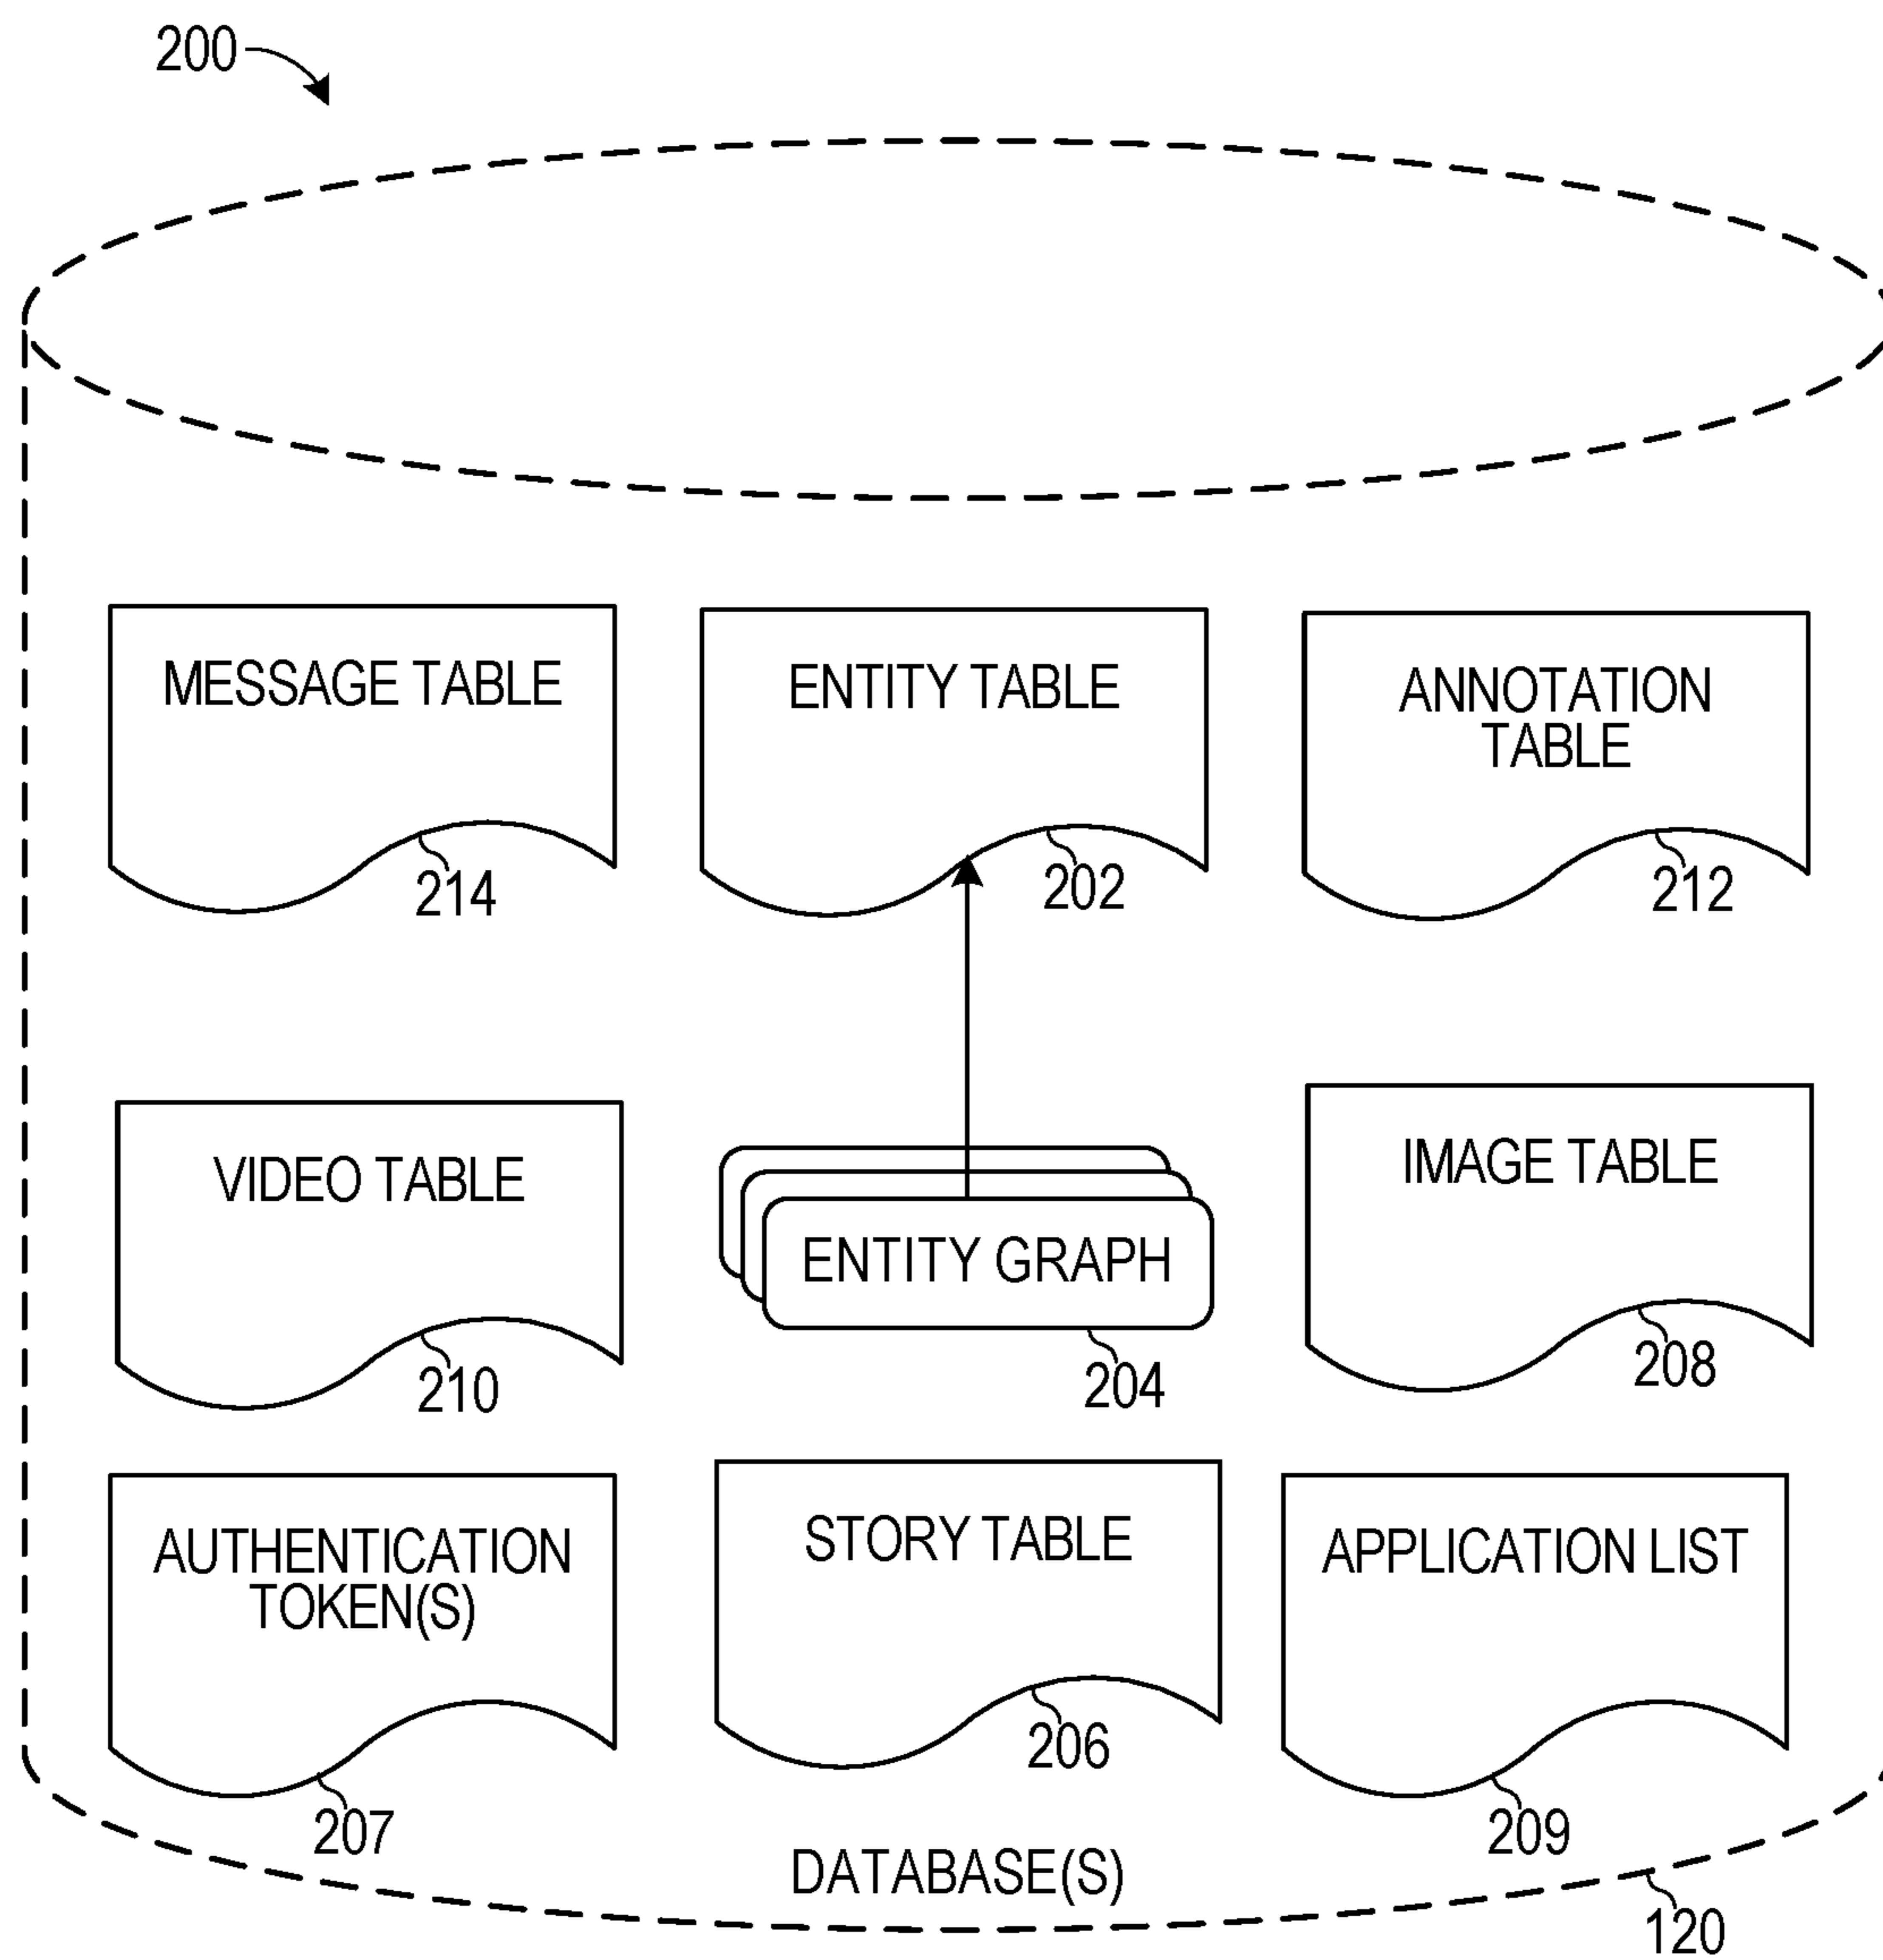 200
MESSAGE TABLE
214
ENTITY TABLE
202
ANNOTATION
TABLE
212
VIDEO TABLE
210
ENTITY GRAPH
204
IMAGE TABLE
208
AUTHENTICATION
TOKEN(S)
207
STORY TABLE
206
APPLICATION LIST
209
DATABASE(S)
120